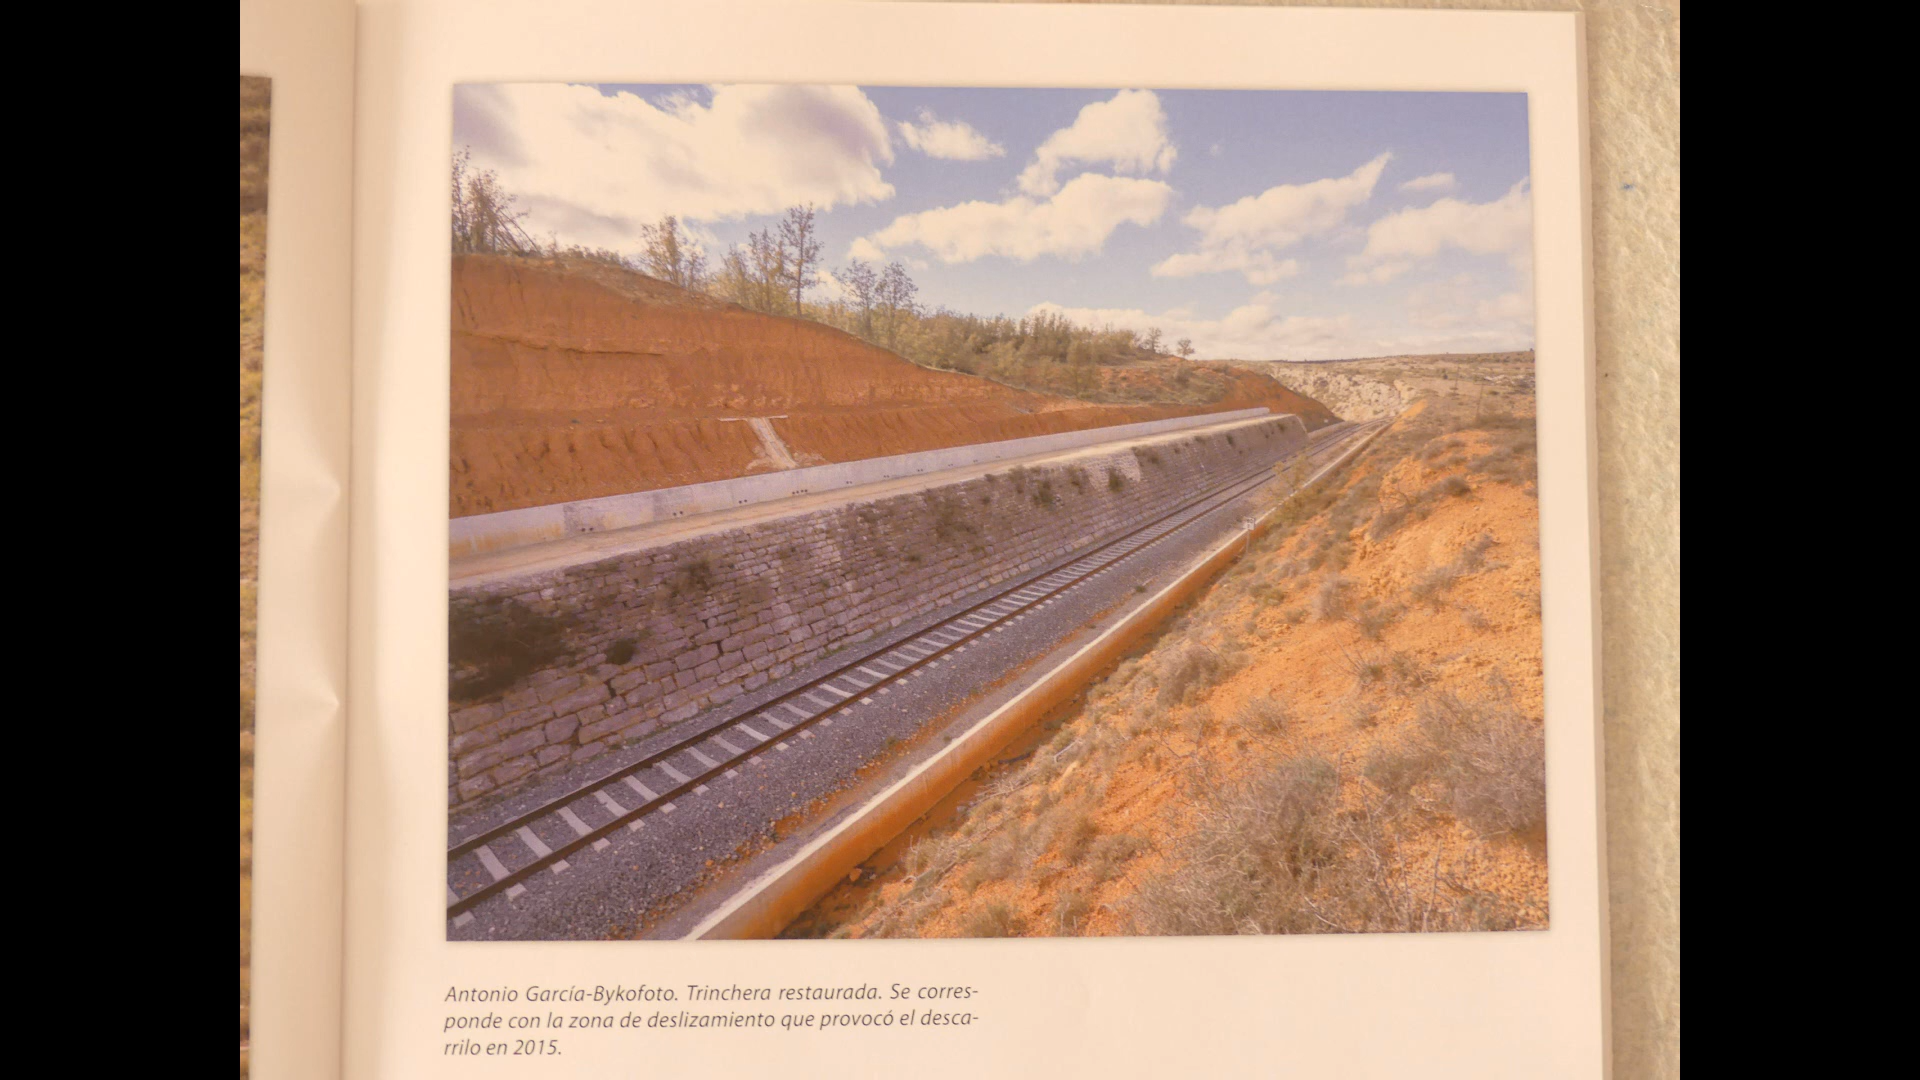 Antonio García-Bykofoto. Trinchera restaurada. Se corres-
ponde con la zona de deslizamiento que provocó el desca-
rrilo en 2015.